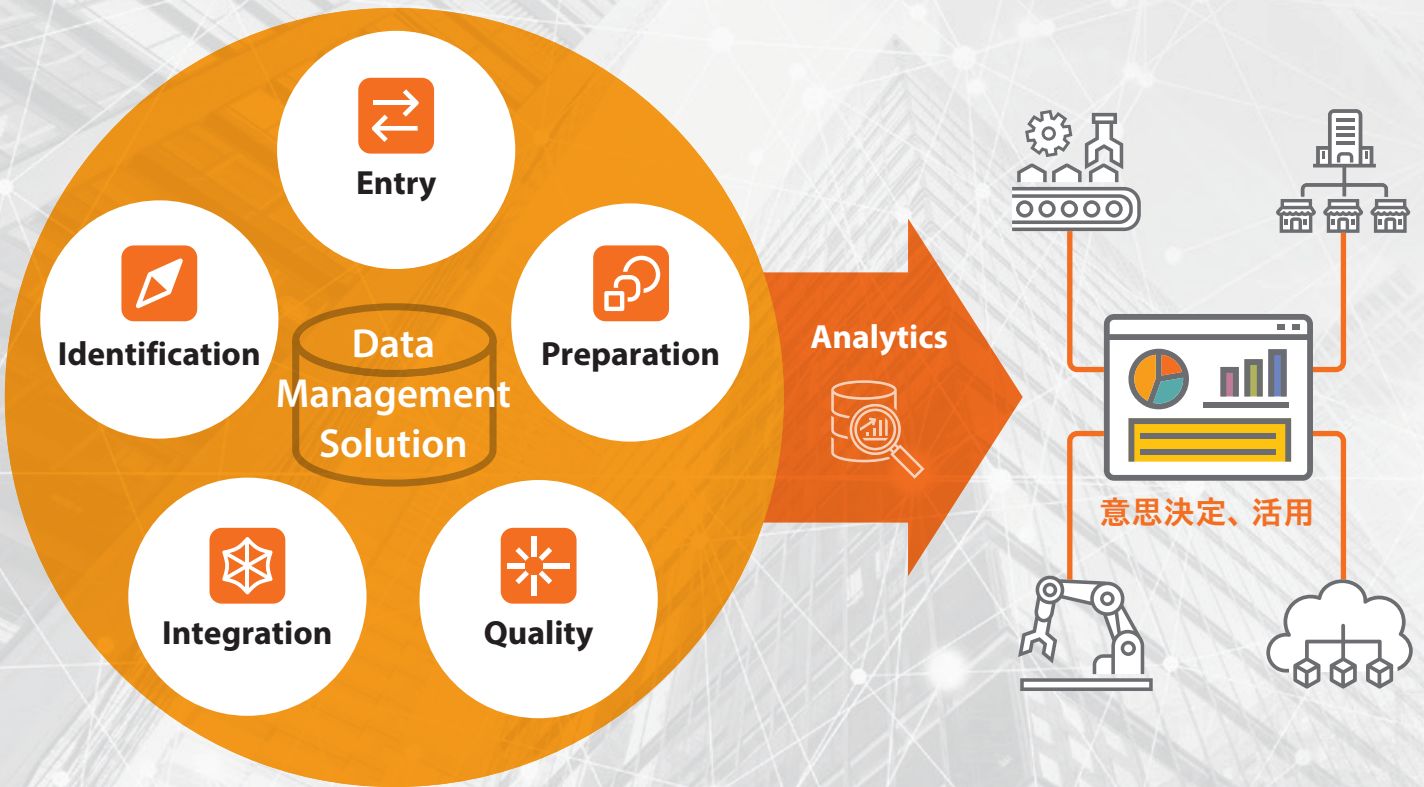 Entry
Identification
Preparation
Data
Management
Solution
Integration
Quality
Analytics
意思決定、活用